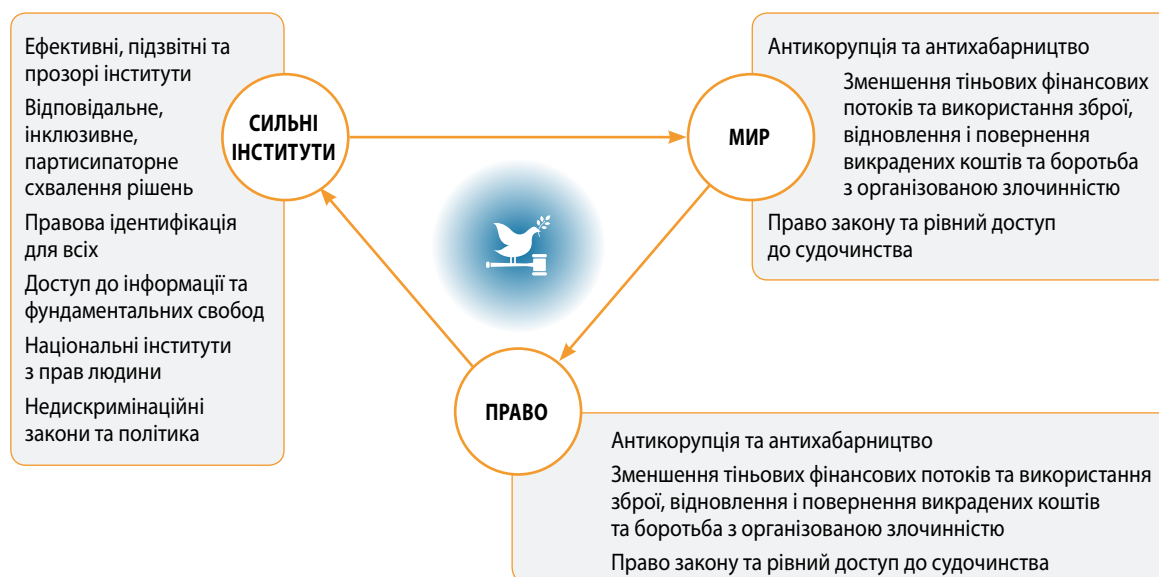 Ефективні, підзвітні та
прозорі інститути
Відповідальне,
інклюзивне,
партисипаторне
схвалення рішень
Правова ідентифікація
для всіх
Доступ до інформації та
фундаментальних свобод
Національні інститути
з прав людини
Недискримінаційні
закони та політика
СИЛЬНІ
ІНСТИТУТИ
МИР
Антикорупція та антихабарництво
Зменшення тіньових фінансових
потоків та використання зброї,
відновлення і повернення
викрадених коштів та боротьба
з організованою злочинністю
Право закону та рівний доступ
до судочинства
ПРАВО
Антикорупція та антихабарництво
Зменшення тіньових фінансових потоків та використання
зброї, відновлення і повернення викрадених коштів
та боротьба з організованою злочинністю
Право закону та рівний доступ до судочинства